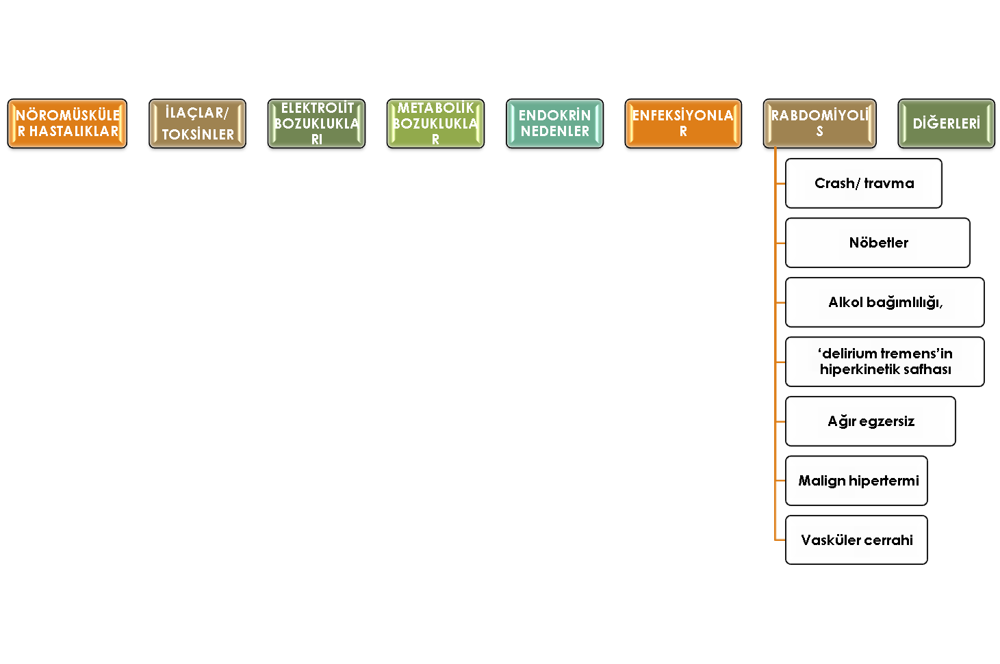 NÖROMÜSKÜLE
R HASTALIKLAR
İLAÇLAR/
TOKSİNLER
ELEKTROLİT
BOZUKLUKLA
RI
METABOLİK
BOZUKLUKLA
R
ENDOKRİN
NEDENLER
ENFEKSİYONLA
R
RABDOMİYOLİ
S
DİĞERLERİ
Crash/ travma
Nöbetler
Alkol bağımlılığı,
‘delirium tremens’in
hiperkinetik safhası
Ağır egzersiz
Malign hipertermi
Vasküler cerrahi